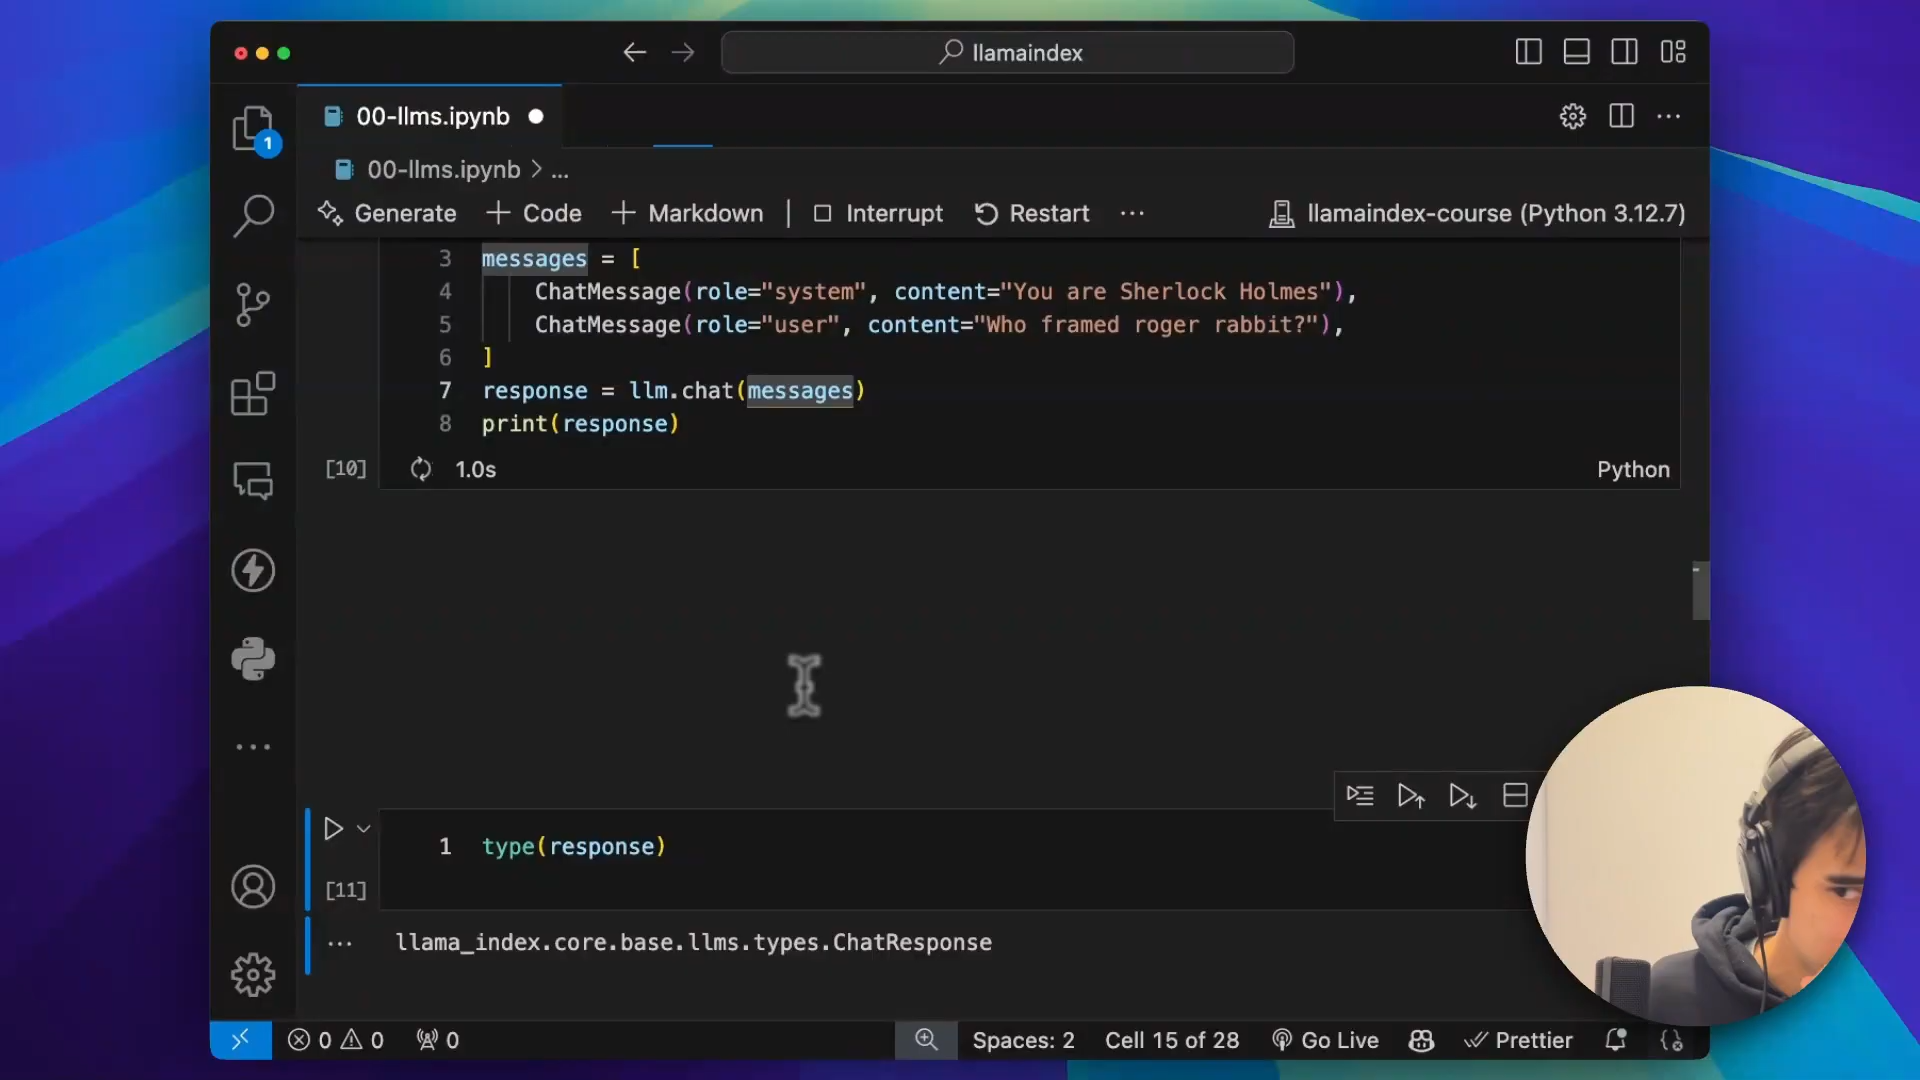 llamaindex
00-llms.ipynb
1
00-llms.ipynb > ...
Generate + Code + Markdown | Interrupt Restart ... llamaindex-course (Python 3.12.7)
3 messages = [
4 ChatMessage(role="system", content="You are Sherlock Holmes"),
5 ChatMessage(role="user", content="Who framed roger rabbit?"),
6 ]
7 response = llm.chat(messages)
8 print(response)
[10] 1.0s Python
1 type(response)
[11]
llama_index.core.base.llms.types.ChatResponse
0 0 0 Spaces: 2 Cell 15 of 28 Go Live Prettier